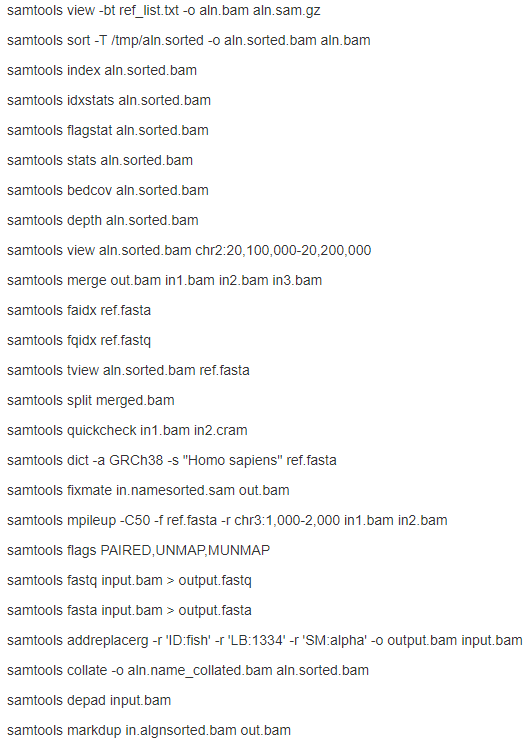 samtools view -bt ref_list.txt -o aln.bam aln.sam.gz
samtools sort -T /tmp/aln.sorted -o aln.sorted.bam aln.bam
samtools index aln.sorted.bam
samtools idxstats aln.sorted.bam
samtools flagstat aln.sorted.bam
samtools stats aln.sorted.bam
samtools bedcov aln.sorted.bam
samtools depth aln.sorted.bam
samtools view aln.sorted.bam chr2:20,100,000-20,200,000
samtools merge out.bam in1.bam in2.bam in3.bam
samtools faidx ref.fasta
samtools fqidx ref.fastq
samtools tview aln.sorted.bam ref.fasta
samtools split merged.bam
samtools quickcheck in1.bam in2.cram
samtools dict -a GRCh38 -s "Homo sapiens" ref.fasta
samtools fixmate in.namesorted.sam out.bam
samtools mpileup -C50 -f ref.fasta -r chr3:1,000-2,000 in1.bam in2.bam
samtools flags PAIRED,UNMAP,MUNMAP
samtools fastq input.bam > output.fastq
samtools fasta input.bam > output.fasta
samtools addreplacerg -r 'ID:fish' -r 'LB:1334' -r 'SM:alpha' -o output.bam input.bam
samtools collate -o aln.name_collated.bam aln.sorted.bam
samtools depad input.bam
samtools markdup in.algnsorted.bam out.bam